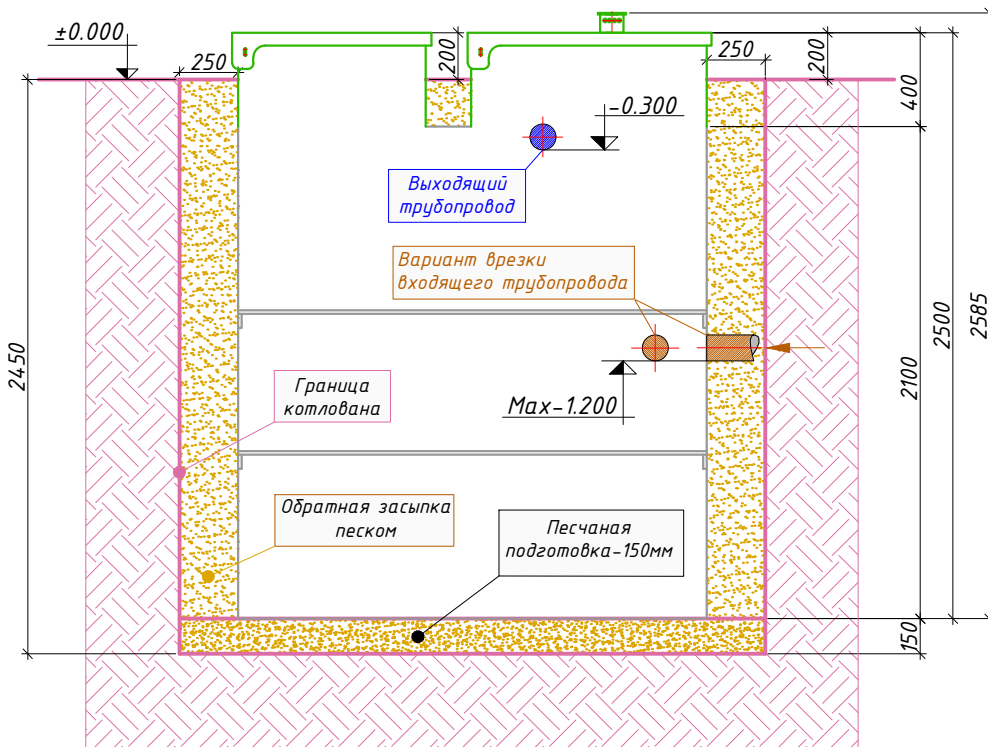 ±0.000
250
200
250
200
400
-0.300
Выходящий
трубопровод
Вариант врезки
входящего трубопровода
2500
2585
2100
2450
Граница
котлована
Max-1.200
Обратная засыпка
песком
Песчаная
подготовка-150мм
150